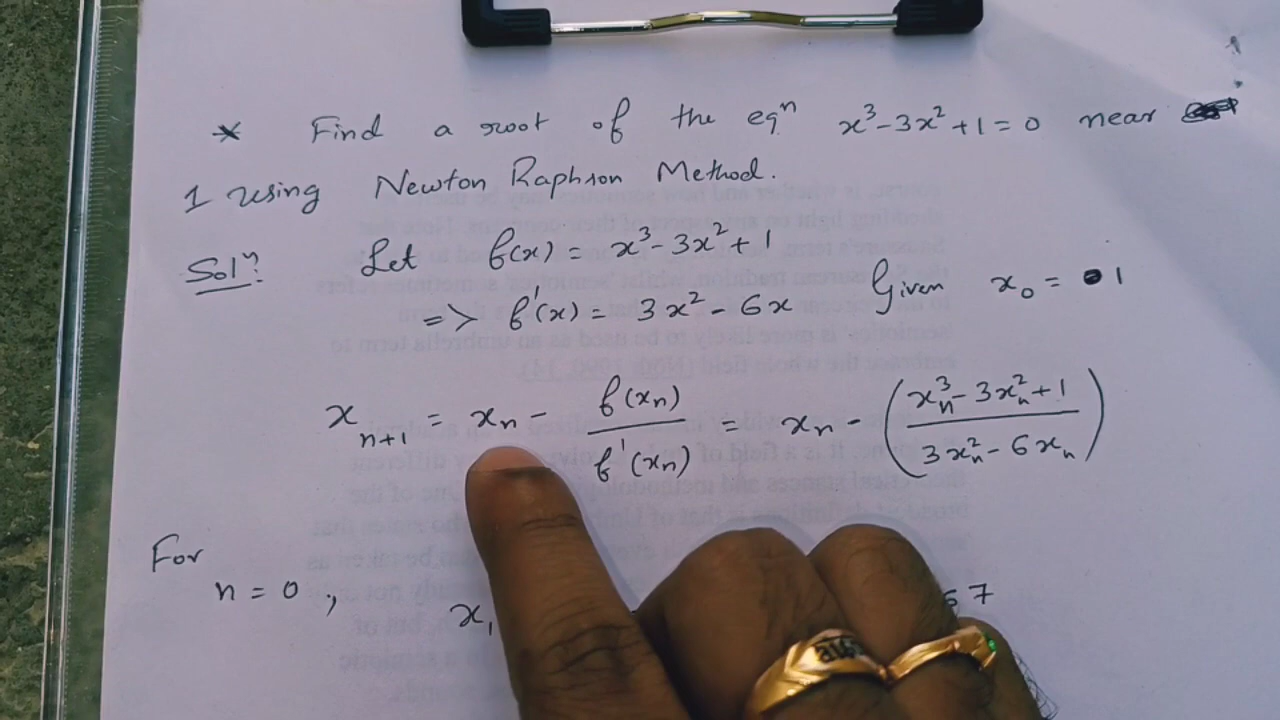 * Find a root of the eqⁿ x³-3x²+1=0 near
1 using Newton Raphson Method.
Solⁿ: Let f(x) = x³-3x²+1
=> f'(x) = 3x²-6x Given x₀ = 1
xₙ₊₁ = xₙ - f(xₙ)/f'(xₙ) = xₙ - ((xₙ³-3xₙ²+1)/(3xₙ²-6xₙ))
For
n = 0, x₁ 67